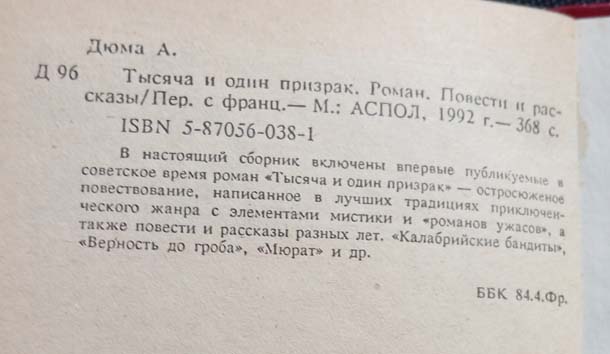 Дюма А.
Д 96 Тысяча и один призрак. Роман. Повести и рас-
сказы/Пер. с франц.— М.: АСПОЛ, 1992 г.— 368 с.
ISBN 5-87056-038-1
В настоящий сборник включены впервые публикуемые в
советское время роман «Тысяча и один призрак» — остросюженое
повествование, написанное в лучших традициях приключен-
ческого жанра с элементами мистики и «романов ужасов», а
также повести и рассказы разных лет. «Калабрийские бандиты»,
«Верность до гроба», «Мюрат» и др.
ББК 84.4.Фр.